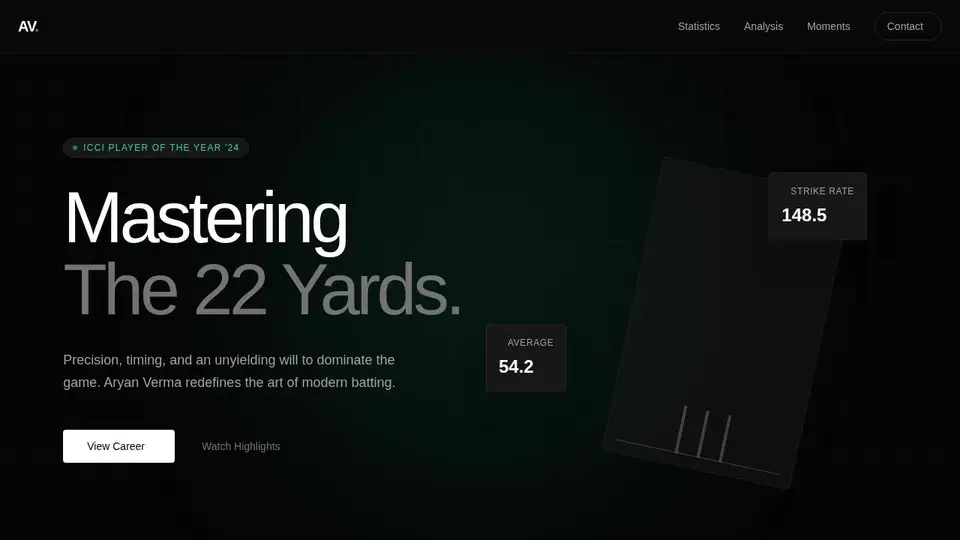 AV.
Statistics
Analysis
Moments
Contact
ICCI PLAYER OF THE YEAR '24
Mastering
The 22 Yards.
Precision, timing, and an unyielding will to dominate the
game. Aryan Verma redefines the art of modern batting.
View Career
Watch Highlights
STRIKE RATE
148.5
AVERAGE
54.2